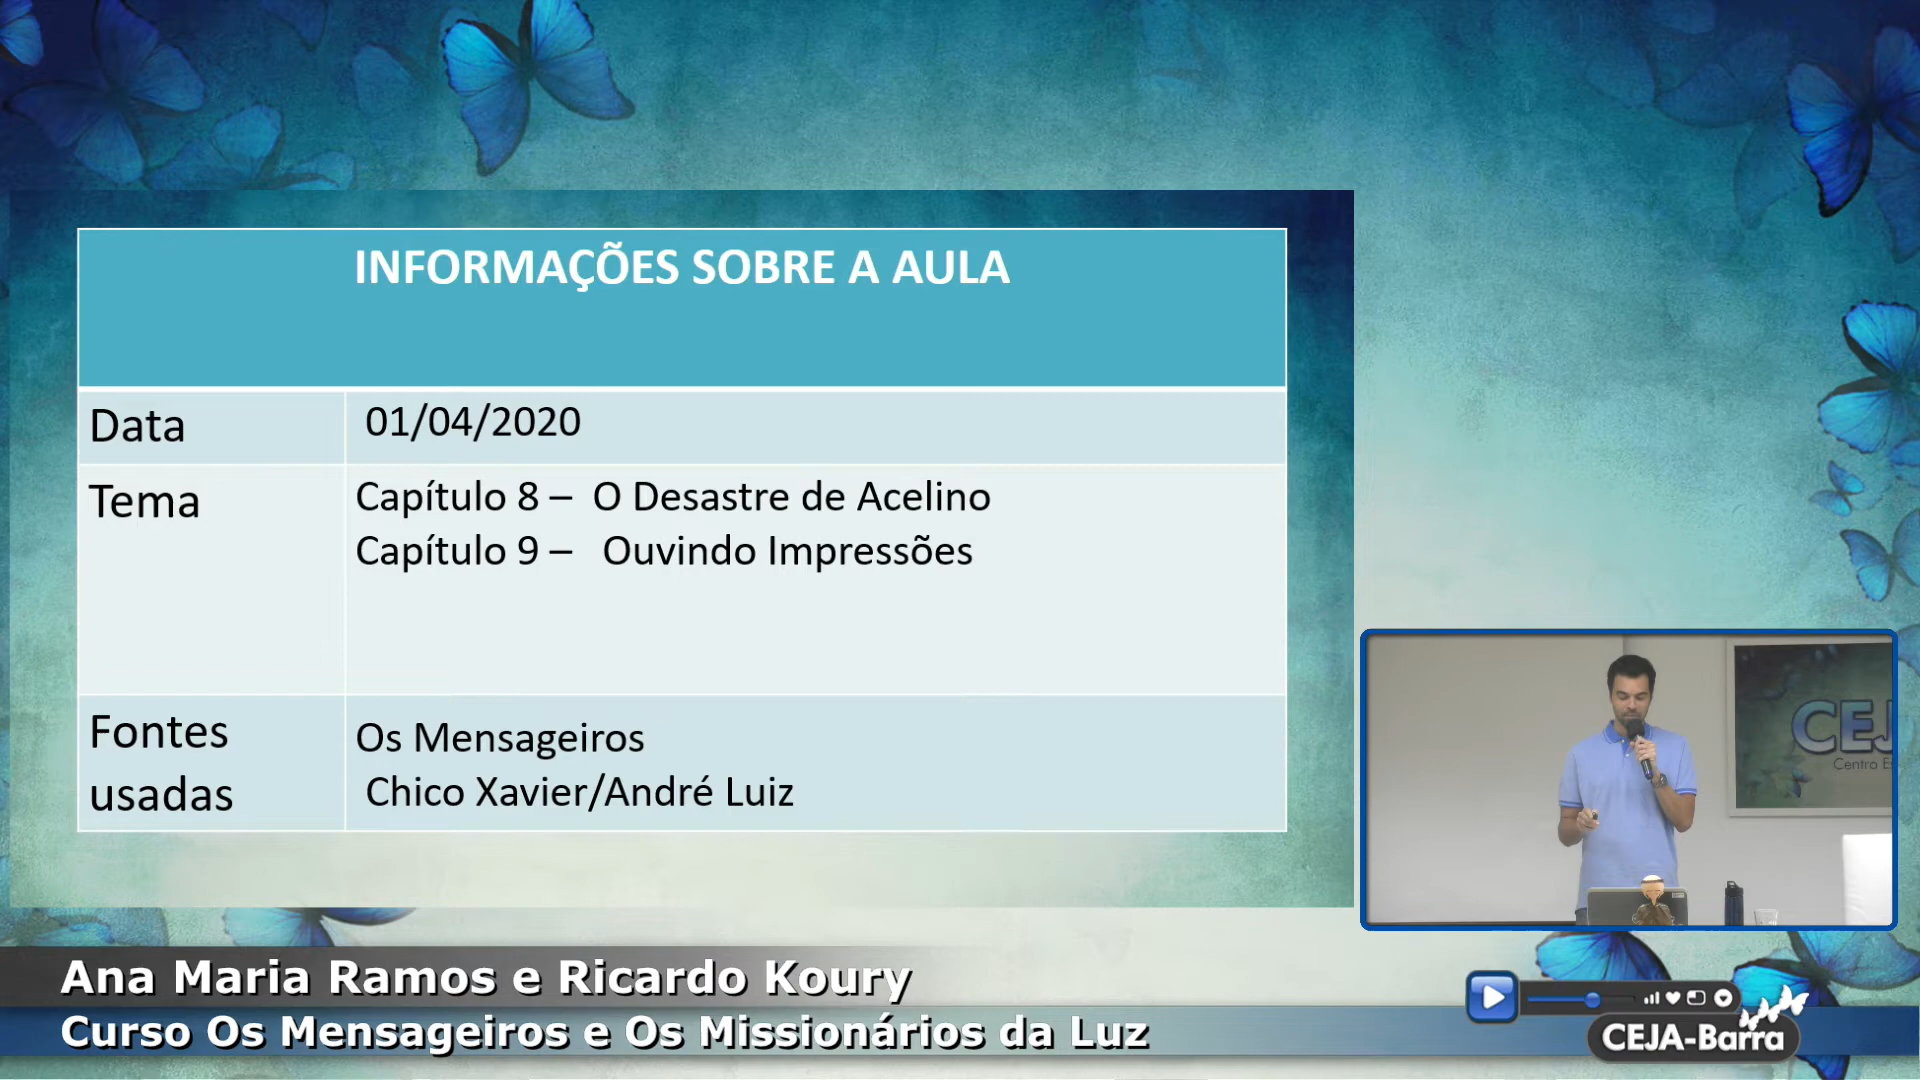 INFORMAÇÕES SOBRE A AULA
Data
01/04/2020
Tema
Capítulo 8 – O Desastre de Acelino
Capítulo 9 – Ouvindo Impressões
Fontes
usadas
Os Mensageiros
Chico Xavier/André Luiz
CEJ
Centro
Ana Maria Ramos e Ricardo Koury
Curso Os Mensageiros e Os Missionários da Luz
CEJA-Barra